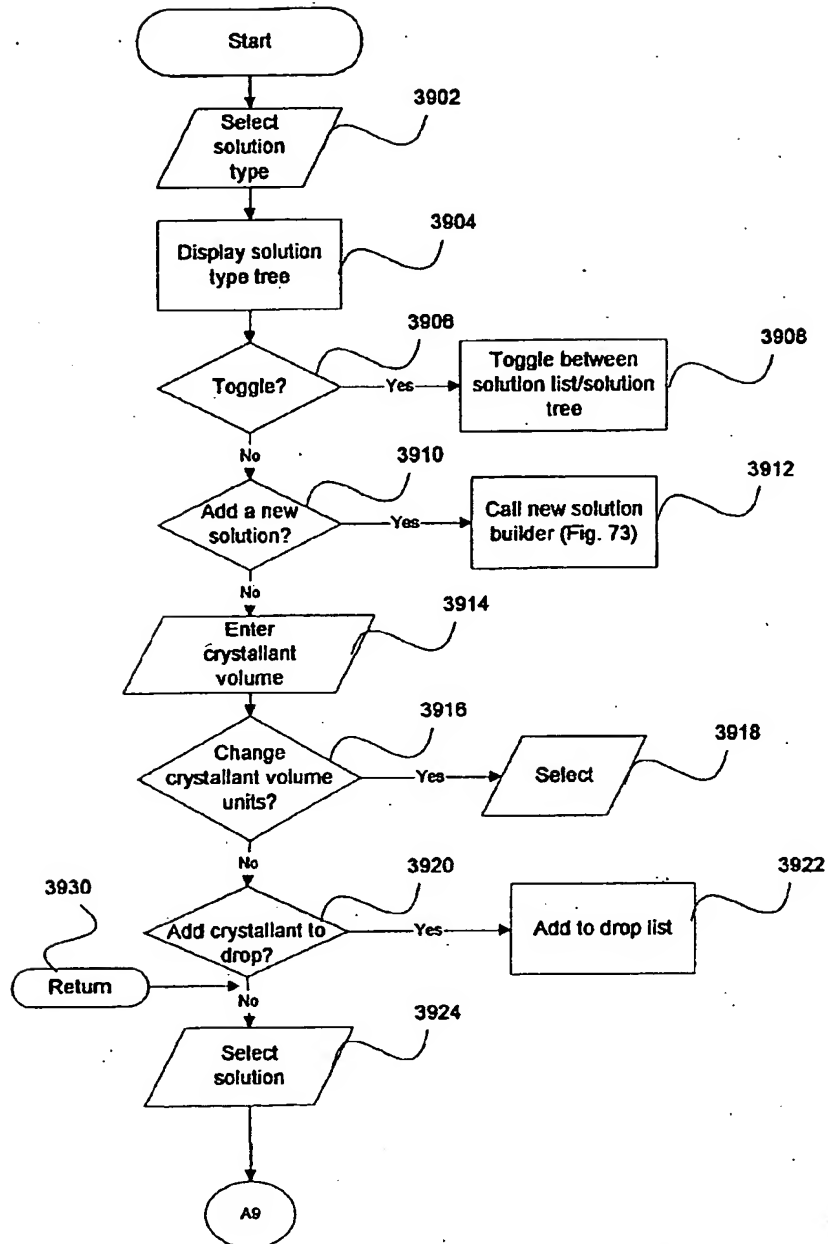 Start
3902
Select
solution
type
3904
Display solution
type tree
3906
Toggle?
Yes
3908
Toggle between
solution list/solution
tree
No
3910
Add a new
solution?
Yes
3912
Call new solution
builder (Fig. 73)
No
3914
Enter
crystallant
volume
3916
Change
crystallant volume
units?
Yes
3918
Select
No
3920
3922
3930
Add crystallant to
drop?
Yes
Add to drop list
Return
No
3924
Select
solution
A9